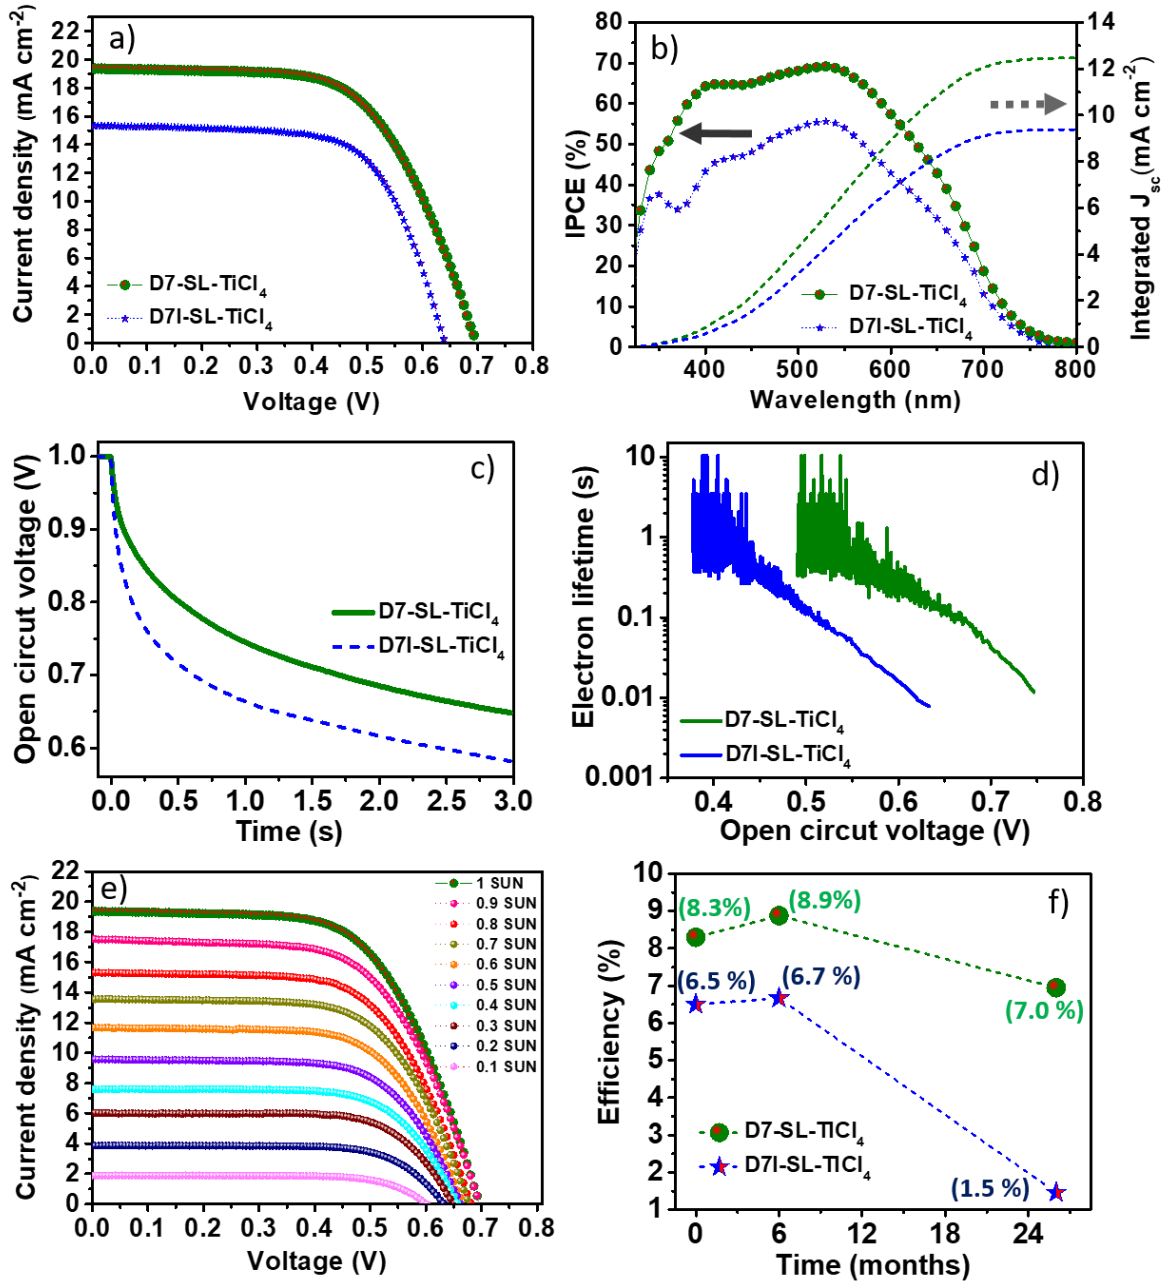 a)
Current density (mA cm-2)
22
20
18
16
14
12
10
8
6
4
2
0
D7-SL-TiCl4
D7I-SL-TiCl4
0.0 0.1 0.2 0.3 0.4 0.5 0.6 0.7 0.8
Voltage (V)
b)
IPCE (%)
80
70
60
50
40
30
20
10
0
14
12
10
8
6
4
2
0
Integrated Jsc (mA cm-2)
D7-SL-TiCl4
D7I-SL-TiCl4
400 500 600 700 800
Wavelength (nm)
c)
Open circut voltage (V)
1.0
0.9
0.8
0.7
0.6
D7-SL-TiCl4
D7I-SL-TiCl4
0.0 0.5 1.0 1.5 2.0 2.5 3.0
Time (s)
d)
Electron lifetime (s)
10
1
0.1
0.01
0.001
D7-SL-TiCl4
D7I-SL-TiCl4
0.4 0.5 0.6 0.7 0.8
Open circut voltage (V)
e)
Current density (mA cm-2)
22
20
18
16
14
12
10
8
6
4
2
0
1 SUN
0.9 SUN
0.8 SUN
0.7 SUN
0.6 SUN
0.5 SUN
0.4 SUN
0.3 SUN
0.2 SUN
0.1 SUN
0.0 0.1 0.2 0.3 0.4 0.5 0.6 0.7 0.8
Voltage (V)
f)
Efficiency (%)
10
9
8
7
6
5
4
3
2
1
(8.3%)
(8.9%)
(6.5 %)
(6.7 %)
(7.0 %)
(1.5 %)
D7-SL-TICl4
D7I-SL-TICl4
0 6 12 18 24
Time (months)